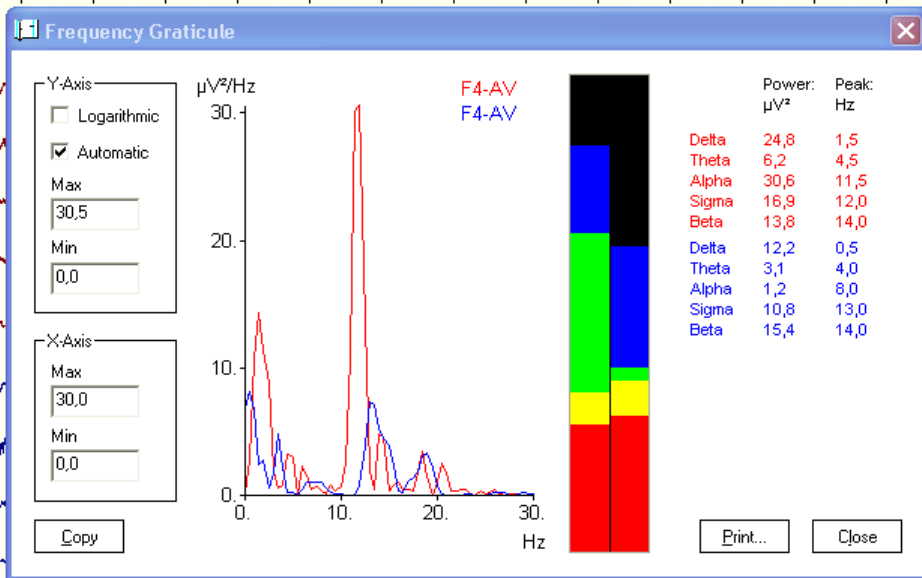 Frequency Graticule
Y-Axis
Logarithmic
Automatic
Max
30,5
Min
0,0
X-Axis
Max
30,0
Min
0,0
Copy
µV²/Hz
F4-AV
F4-AV
30.
20.
10.
0.
0. 10. 20. 30.
Hz
Power: Peak:
µV² Hz
Delta 24,8 1,5
Theta 6,2 4,5
Alpha 30,6 11,5
Sigma 16,9 12,0
Beta 13,8 14,0
Delta 12,2 0,5
Theta 3,1 4,0
Alpha 1,2 8,0
Sigma 10,8 13,0
Beta 15,4 14,0
Print... Close